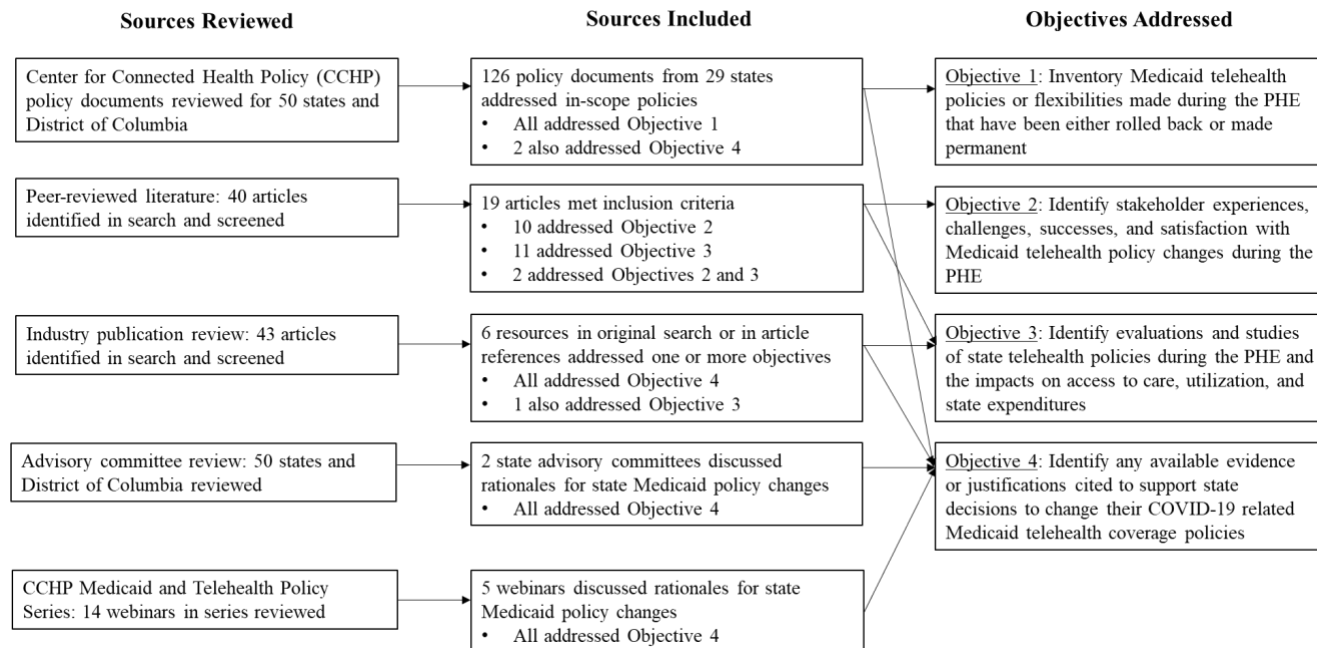 Sources Reviewed
Sources Included
Objectives Addressed
Center for Connected Health Policy (CCHP)
policy documents reviewed for 50 states and
District of Columbia
126 policy documents from 29 states
addressed in-scope policies
• All addressed Objective 1
• 2 also addressed Objective 4
Objective 1: Inventory Medicaid telehealth
policies or flexibilities made during the PHE
that have been either rolled back or made
permanent
Peer-reviewed literature: 40 articles
identified in search and screened
19 articles met inclusion criteria
• 10 addressed Objective 2
• 11 addressed Objective 3
• 2 addressed Objectives 2 and 3
Objective 2: Identify stakeholder experiences,
challenges, successes, and satisfaction with
Medicaid telehealth policy changes during the
PHE
Industry publication review: 43 articles
identified in search and screened
6 resources in original search or in article
references addressed one or more objectives
• All addressed Objective 4
• 1 also addressed Objective 3
Objective 3: Identify evaluations and studies
of state telehealth policies during the PHE and
the impacts on access to care, utilization, and
state expenditures
Advisory committee review: 50 states and
District of Columbia reviewed
2 state advisory committees discussed
rationales for state Medicaid policy changes
• All addressed Objective 4
Objective 4: Identify any available evidence
or justifications cited to support state
decisions to change their COVID-19 related
Medicaid telehealth coverage policies
CCHP Medicaid and Telehealth Policy
Series: 14 webinars in series reviewed
5 webinars discussed rationales for state
Medicaid policy changes
• All addressed Objective 4